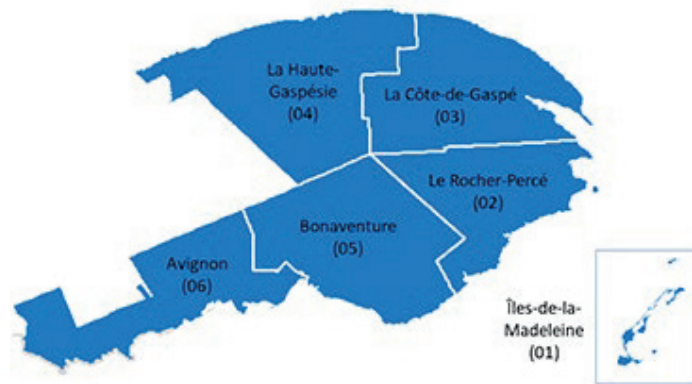 La Haute-
Gaspésie
(04)
La Côte-de-Gaspé
(03)
Le Rocher-Percé
(02)
Bonaventure
(05)
Avignon
(06)
Îles-de-la-
Madeleine
(01)